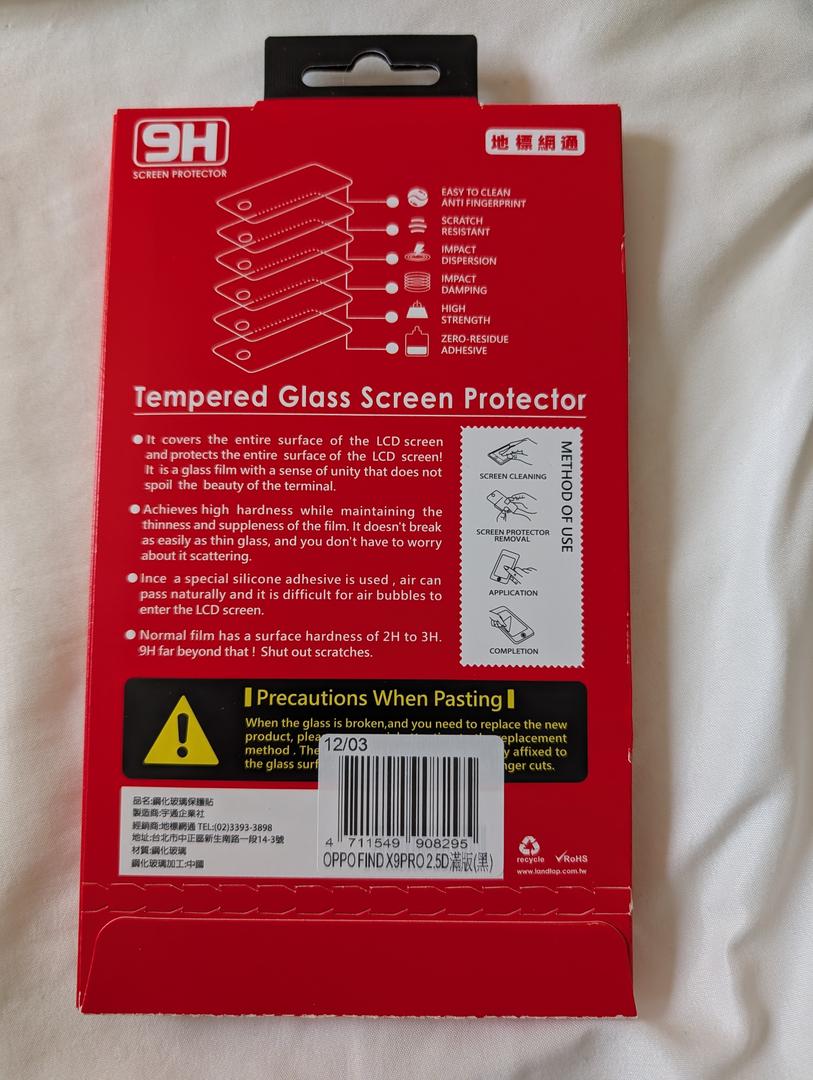 9H
SCREEN PROTECTOR
地標網通
EASY TO CLEAN
ANTI FINGERPRINT
SCRATCH
RESISTANT
IMPACT
DISPERSION
IMPACT
DAMPING
HIGH
STRENGTH
ZERO-RESIDUE
ADHESIVE
Tempered Glass Screen Protector
It covers the entire surface of the LCD screen
and protects the entire surface of the LCD screen!
It is a glass film with a sense of unity that does not
spoil the beauty of the terminal.
Achieves high hardness while maintaining the
thinness and suppleness of the film. It doesn't break
as easily as thin glass, and you don't have to worry
about it scattering.
Ince a special silicone adhesive is used , air can
pass naturally and it is difficult for air bubbles to
enter the LCD screen.
Normal film has a surface hardness of 2H to 3H.
9H far beyond that ! Shut out scratches.
METHOD OF USE
SCREEN CLEANING
SCREEN PROTECTOR
REMOVAL
APPLICATION
COMPLETION
Precautions When Pasting
When the glass is broken,and you need to replace the new
product, replacement
method . affixed to
the glass cuts.
12/03
4 711549 908295
OPPO FIND X9PRO 2.5D滿版(黑)
品名:鋼化玻璃保護貼
製造商:宇通企業社
經銷商:地標網通 TEL:(02)3393-3898
地址:台北市中正區新生南路一段14-3號
材質:鋼化玻璃
鋼化玻璃加工:中國
recycle
RoHS
www.landtop.com.tw